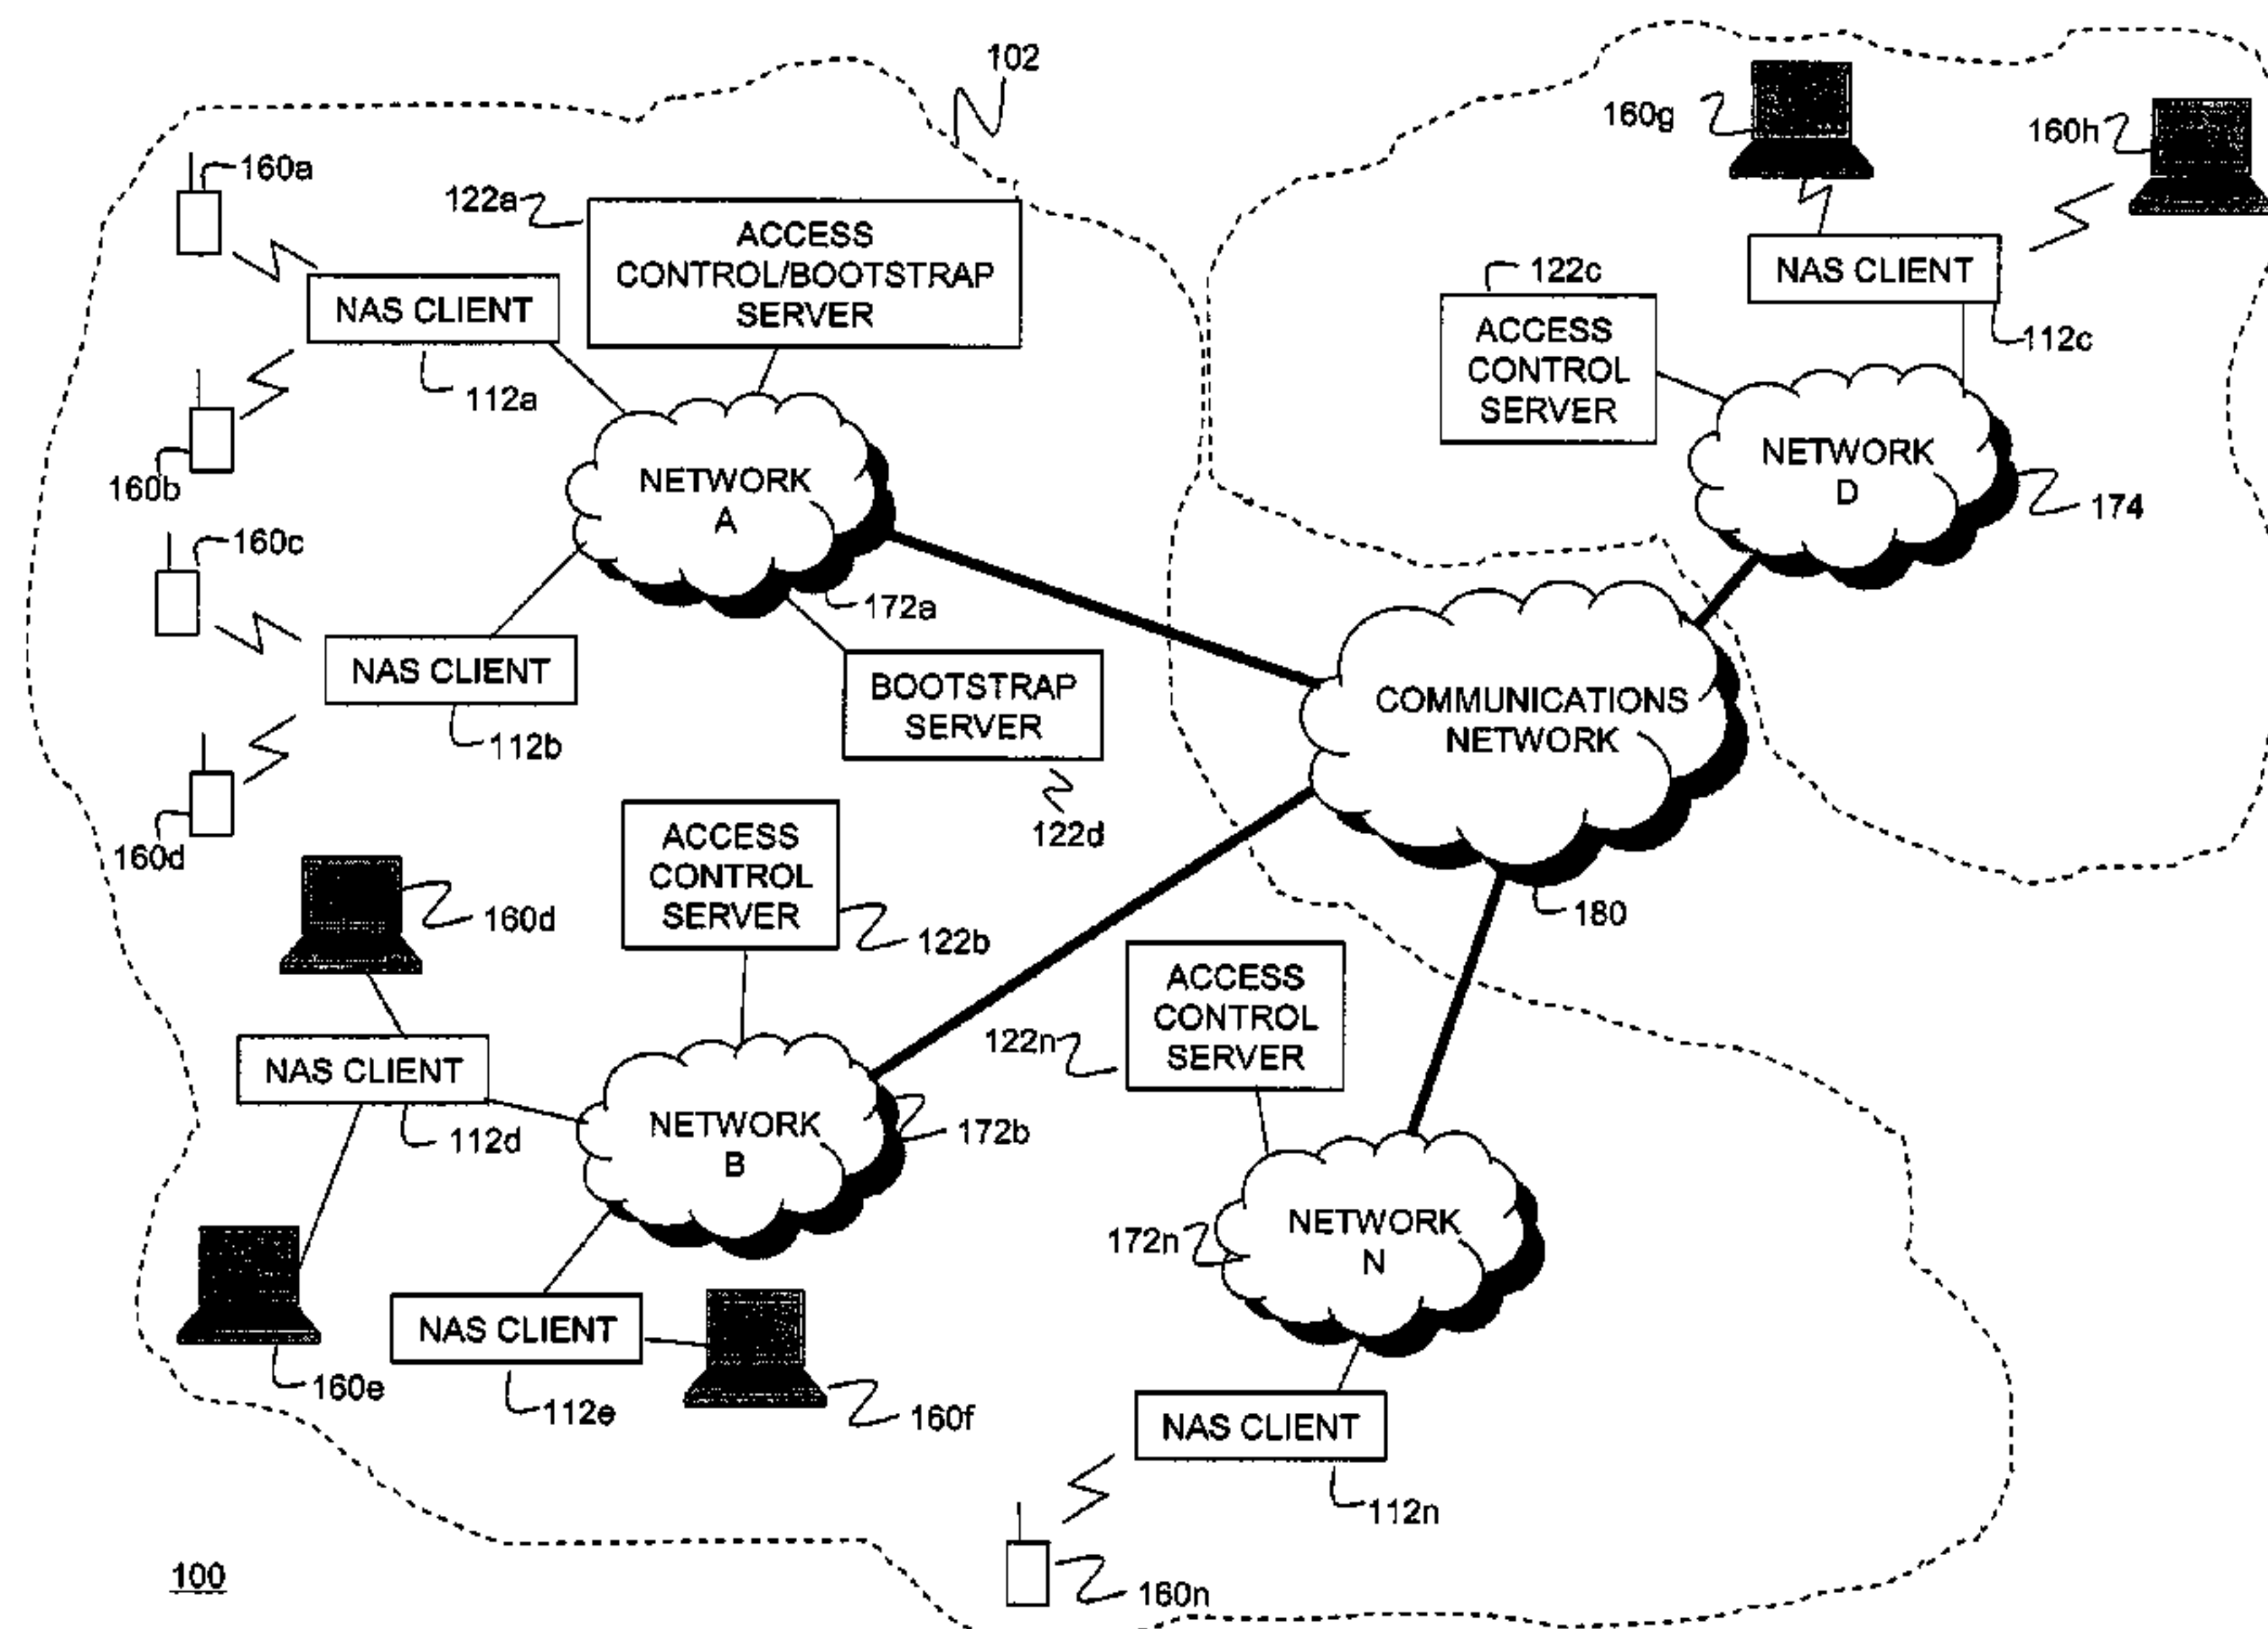 102
160g
160h
160a
122a
ACCESS
CONTROL/BOOTSTRAP
SERVER
NAS CLIENT
112a
160b
122c
ACCESS
CONTROL
SERVER
NAS CLIENT
112c
NETWORK
A
172a
NETWORK
D
174
160c
NAS CLIENT
112b
160d
BOOTSTRAP
SERVER
122d
COMMUNICATIONS
NETWORK
180
160d
ACCESS
CONTROL
SERVER
122b
NAS CLIENT
112d
NETWORK
B
172b
ACCESS
CONTROL
SERVER
122n
NETWORK
N
172n
160e
NAS CLIENT
112e
160f
NAS CLIENT
112n
160n
100